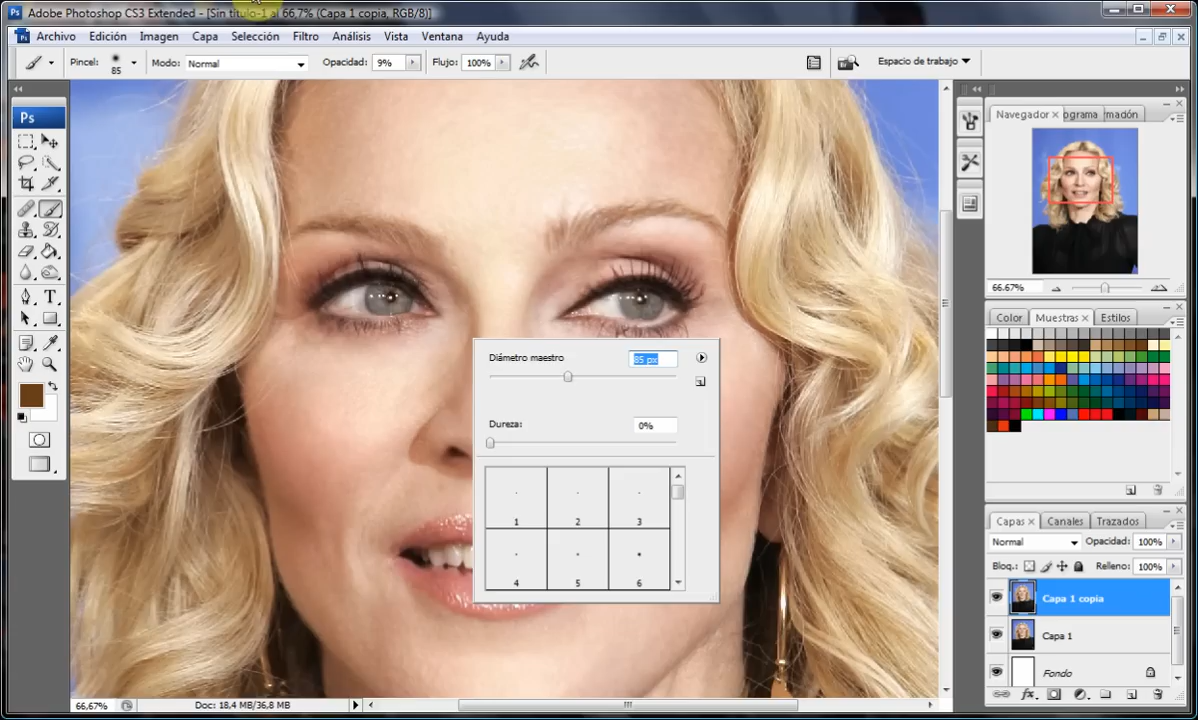 Adobe Photoshop CS3 Extended - [Sin título-1 al 66,7% (Capa 1 copia, RGB/8)]
Archivo Edición Imagen Capa Selección Filtro Análisis Vista Ventana Ayuda
Pincel: 85 Modo: Normal Opacidad: 9% Flujo: 100% Espacio de trabajo
Ps
Navegador ograma rmadón
66.67%
Color Muestras Estilos
Diámetro maestro 85 px
Dureza: 0%
1 2 3
4 5 6
Capas Canales Trazados
Normal Opacidad: 100%
Bloq.: Relleno: 100%
Capa 1 copia
Capa 1
Fondo
66,67% Doc: 18,4 MB/36,8 MB